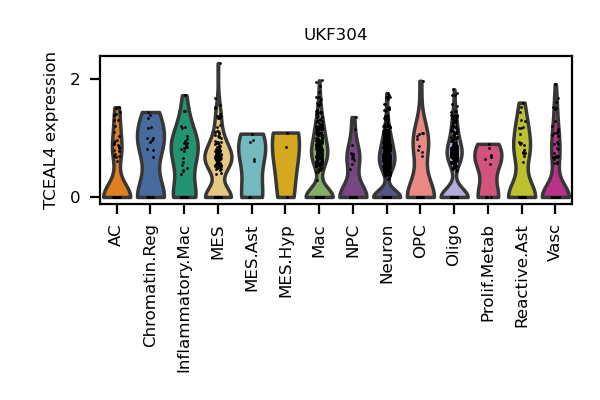 UKF304
TCEAL4 expression
2
0
AC
Chromatin.Reg
Inflammatory.Mac
MES
MES.Ast
MES.Hyp
Mac
NPC
Neuron
OPC
Oligo
Prolif.Metab
Reactive.Ast
Vasc